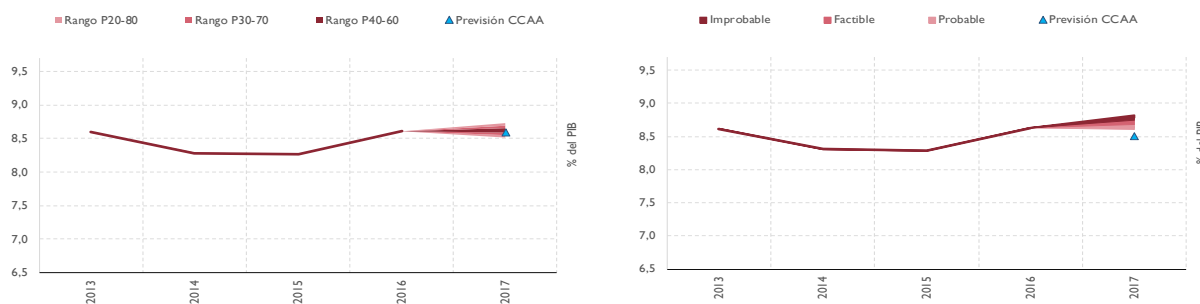 Rango P20-80 Rango P30-70 Rango P40-60 Previsión CCAA
9,5
9,0
8,5
8,0
7,5
7,0
6,5
2013 2014 2015 2016 2017
% del PIB
Improbable Factible Probable Previsión CCAA
9,5
9,0
8,5
8,0
7,5
7,0
6,5
2013 2014 2015 2016 2017
% del PIB